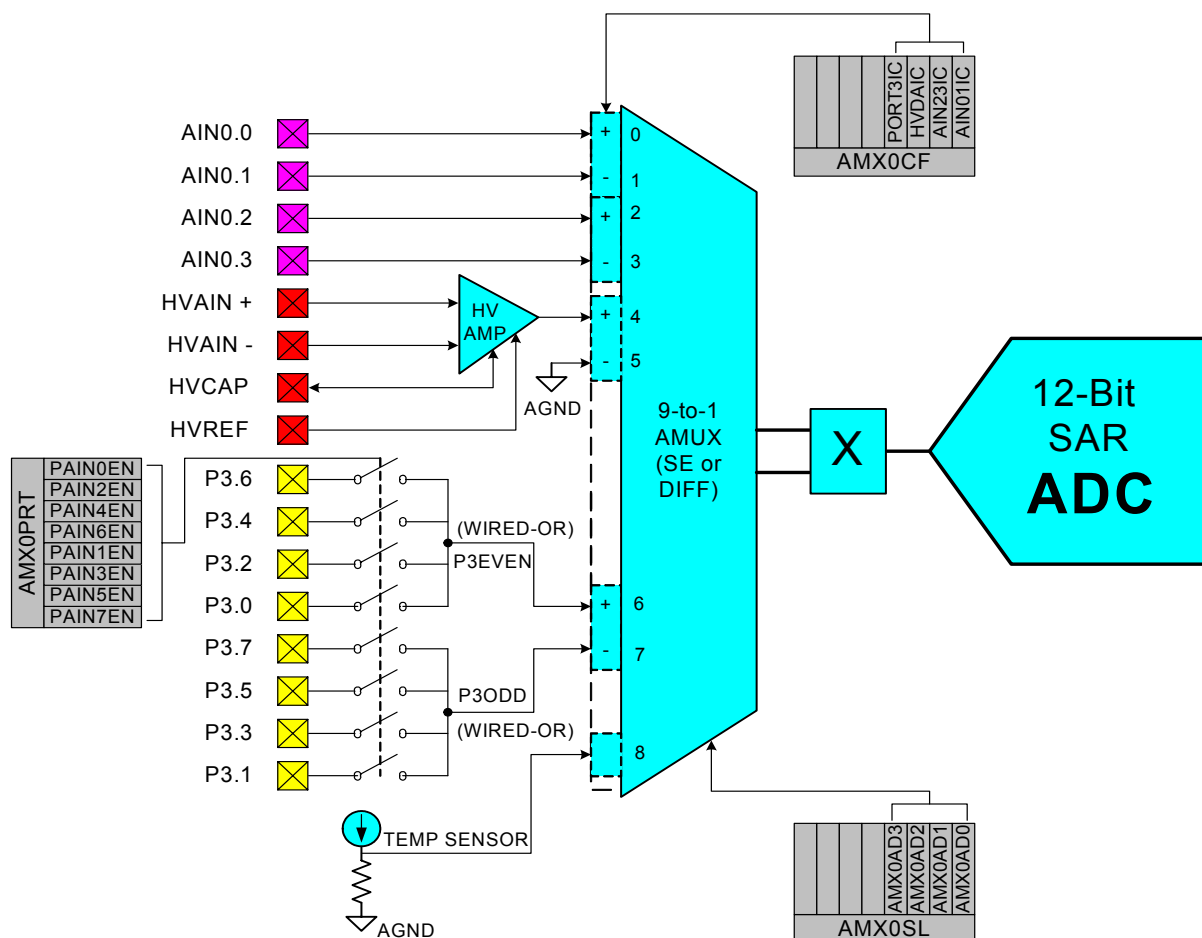 AIN0.0
AIN0.1
AIN0.2
AIN0.3
HVAIN +
HVAIN -
HVCAP
HVREF
P3.6
P3.4
P3.2
P3.0
P3.7
P3.5
P3.3
P3.1
AMX0PRT
PAIN0EN
PAIN2EN
PAIN4EN
PAIN6EN
PAIN1EN
PAIN3EN
PAIN5EN
PAIN7EN
HV
AMP
AGND
(WIRED-OR)
P3EVEN
P3ODD
(WIRED-OR)
TEMP SENSOR
AGND
+ 0
- 1
+ 2
- 3
+ 4
- 5
+ 6
- 7
8
9-to-1
AMUX
(SE or
DIFF)
X
12-Bit
SAR
ADC
PORT3IC
HVDAIC
AIN23IC
AIN01IC
AMX0CF
AMX0AD3
AMX0AD2
AMX0AD1
AMX0AD0
AMX0SL